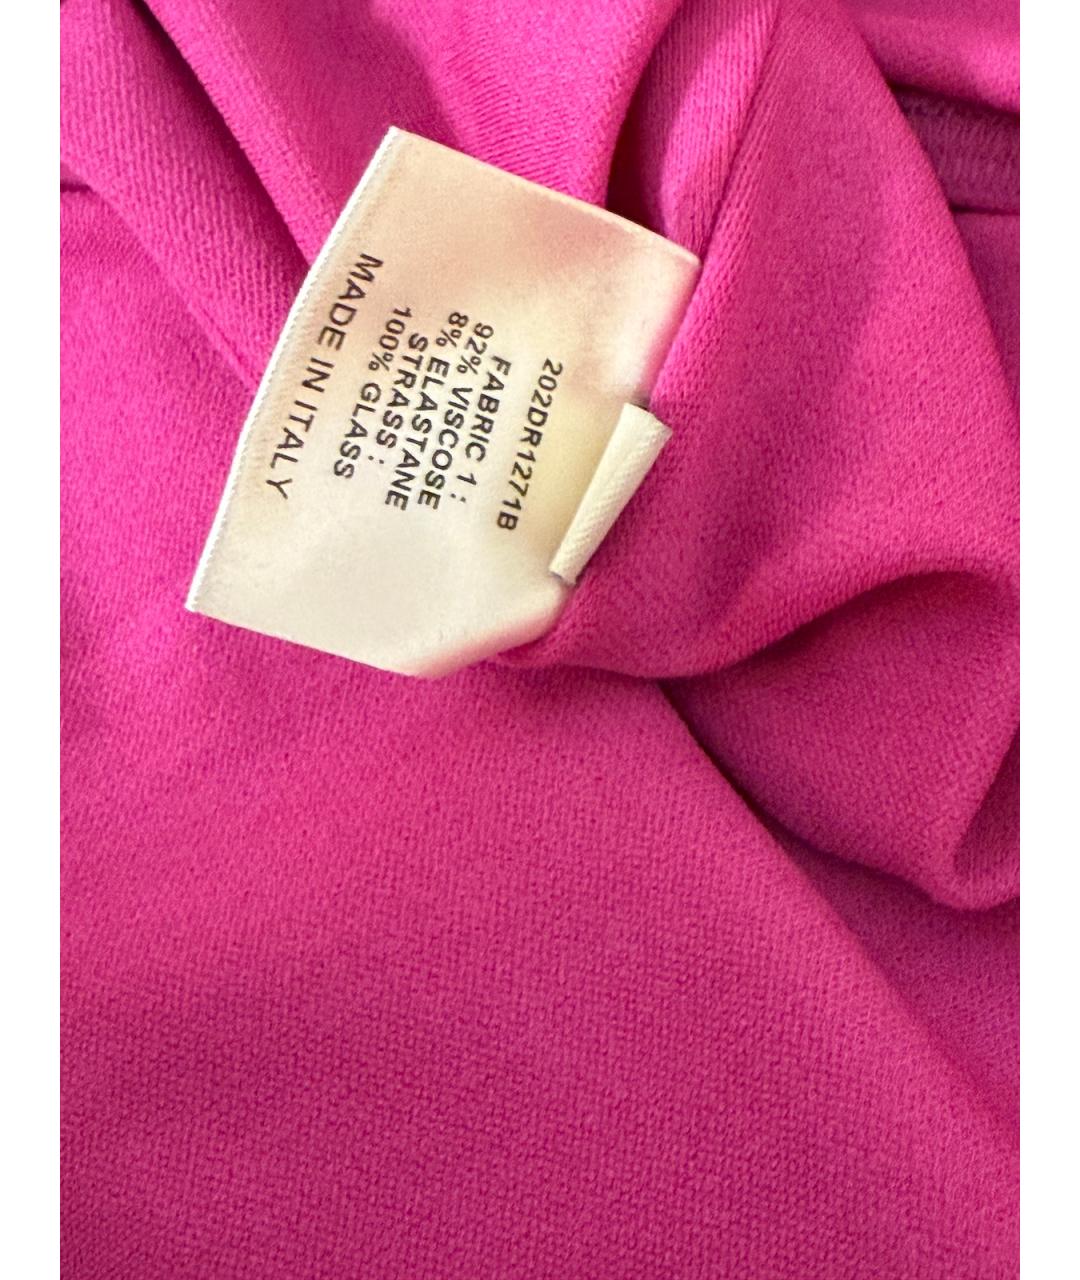 202DR1271B
FABRIC 1 :
92% VISCOSE
8% ELASTANE
STRASS :
100% GLASS
MADE IN ITALY